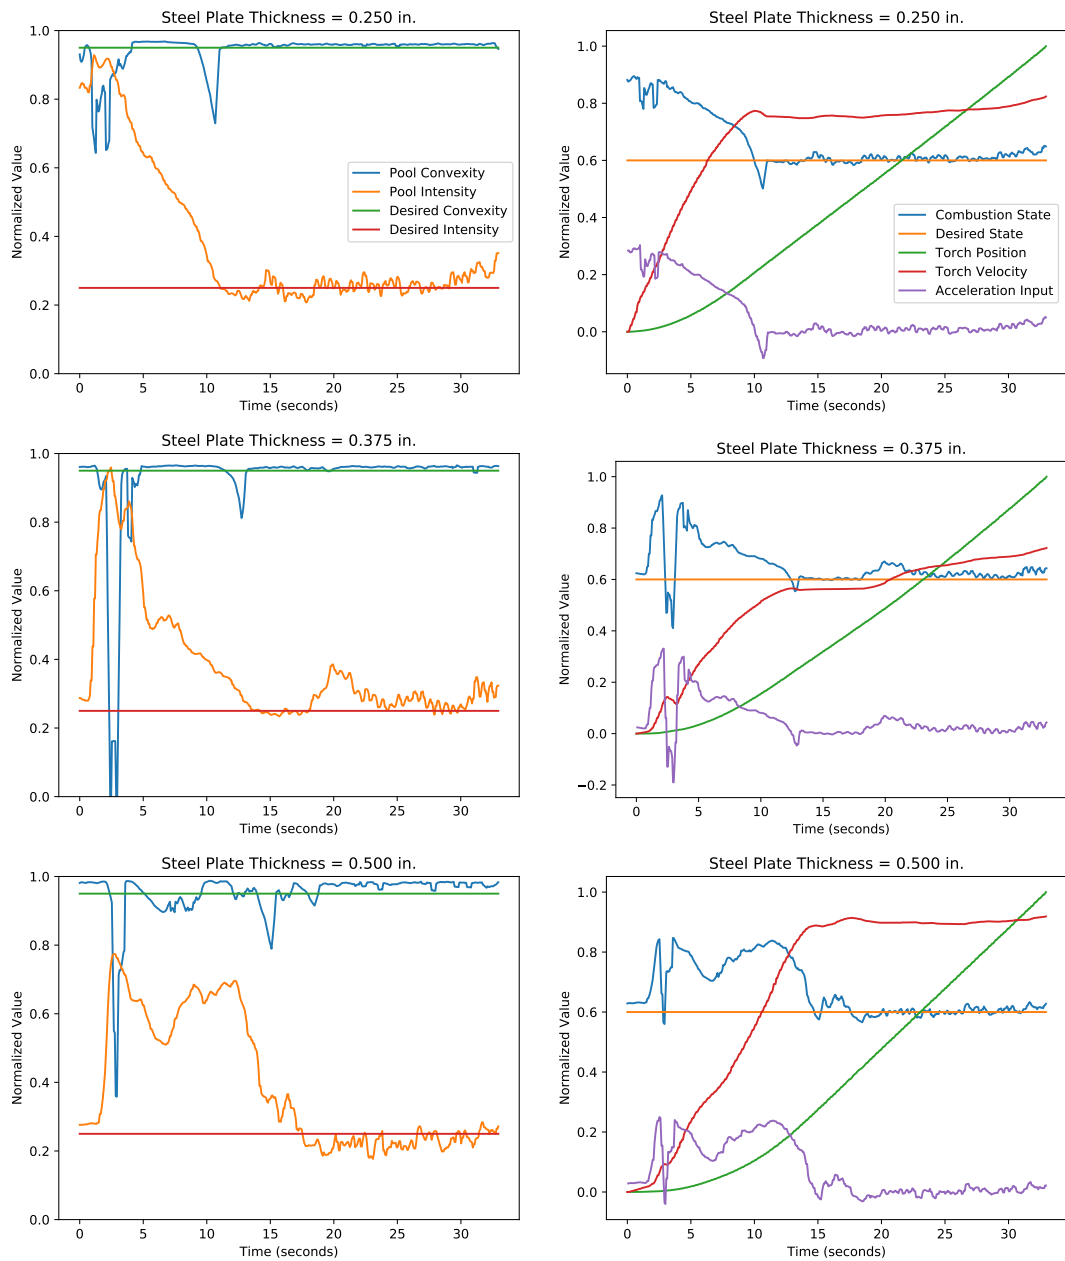 Steel Plate Thickness = 0.250 in.
1.0
0.8
0.6
0.4
0.2
0.0
Normalized Value
Pool Convexity
Pool Intensity
Desired Convexity
Desired Intensity
0 5 10 15 20 25 30
Time (seconds)
Steel Plate Thickness = 0.250 in.
1.0
0.8
0.6
0.4
0.2
0.0
Normalized Value
Combustion State
Desired State
Torch Position
Torch Velocity
Acceleration Input
0 5 10 15 20 25 30
Time (seconds)
Steel Plate Thickness = 0.375 in.
1.0
0.8
0.6
0.4
0.2
0.0
Normalized Value
0 5 10 15 20 25 30
Time (seconds)
Steel Plate Thickness = 0.375 in.
1.0
0.8
0.6
0.4
0.2
0.0
−0.2
Normalized Value
0 5 10 15 20 25 30
Time (seconds)
Steel Plate Thickness = 0.500 in.
1.0
0.8
0.6
0.4
0.2
0.0
Normalized Value
0 5 10 15 20 25 30
Time (seconds)
Steel Plate Thickness = 0.500 in.
1.0
0.8
0.6
0.4
0.2
0.0
Normalized Value
0 5 10 15 20 25 30
Time (seconds)